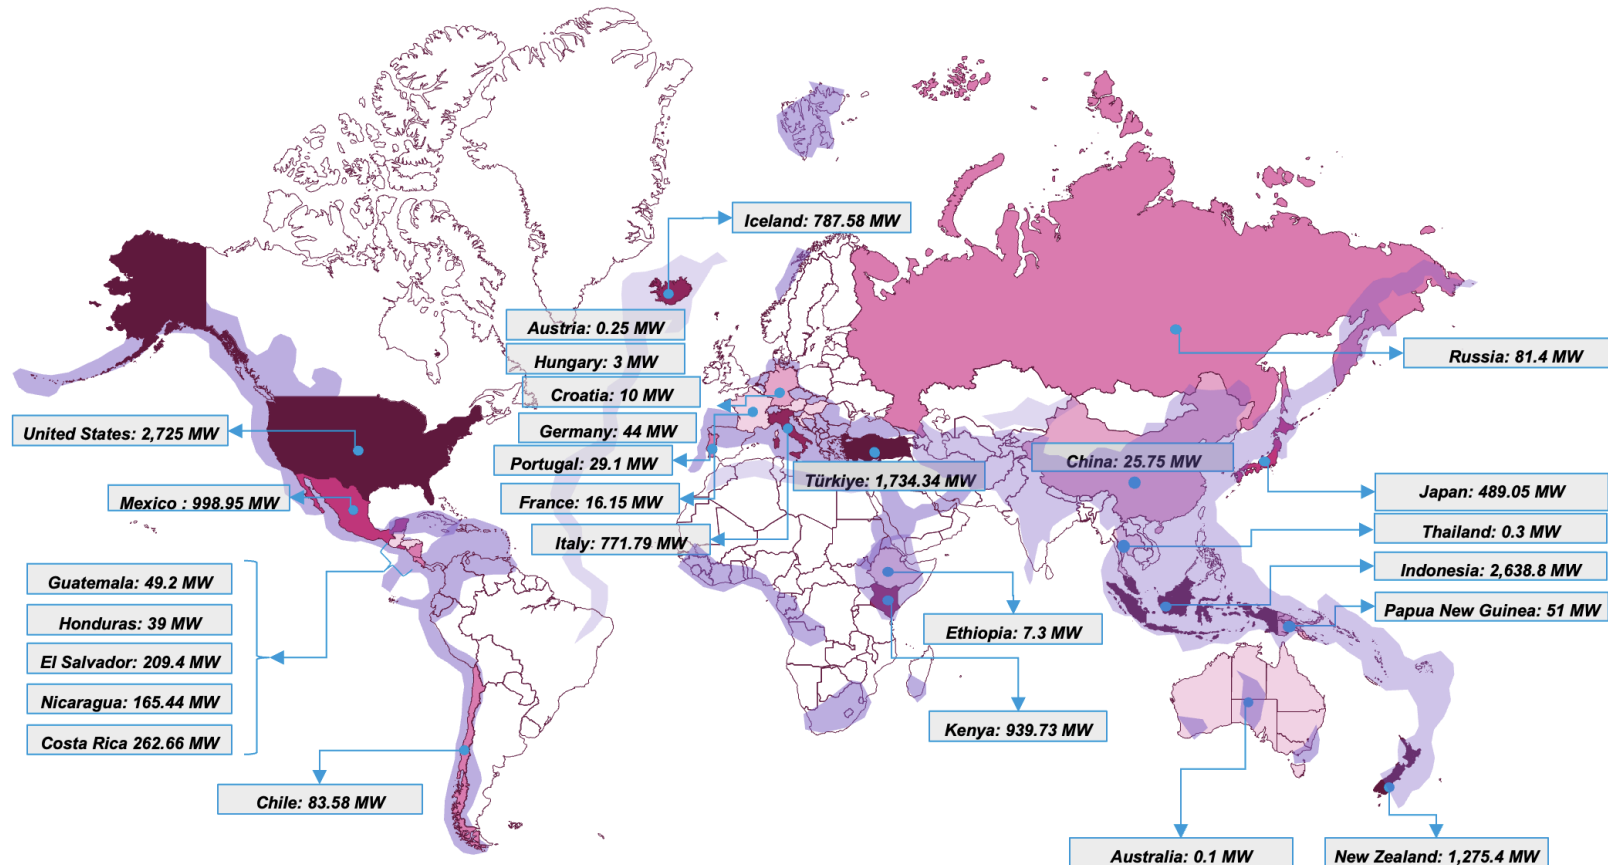 Iceland: 787.58 MW
Austria: 0.25 MW
Hungary: 3 MW
Croatia: 10 MW
Germany: 44 MW
Portugal: 29.1 MW
France: 16.15 MW
Italy: 771.79 MW
Türkiye: 1,734.34 MW
United States: 2,725 MW
Mexico : 998.95 MW
Guatemala: 49.2 MW
Honduras: 39 MW
El Salvador: 209.4 MW
Nicaragua: 165.44 MW
Costa Rica 262.66 MW
Chile: 83.58 MW
Russia: 81.4 MW
China: 25.75 MW
Japan: 489.05 MW
Thailand: 0.3 MW
Indonesia: 2,638.8 MW
Papua New Guinea: 51 MW
Ethiopia: 7.3 MW
Kenya: 939.73 MW
Australia: 0.1 MW
New Zealand: 1,275.4 MW